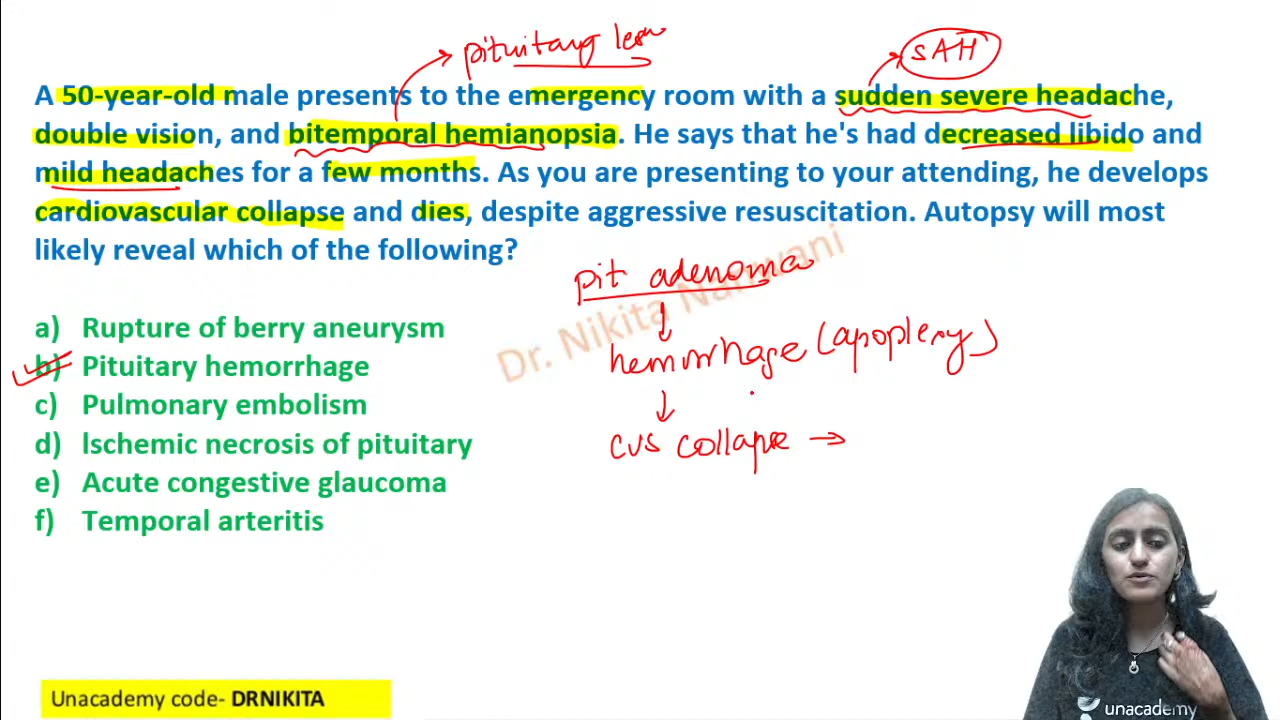 pituitary les
SAH
A 50-year-old male presents to the emergency room with a sudden severe headache,
double vision, and bitemporal hemianopsia. He says that he's had decreased libido and
mild headaches for a few months. As you are presenting to your attending, he develops
cardiovascular collapse and dies, despite aggressive resuscitation. Autopsy will most
likely reveal which of the following?
pit adenoma
Dr. Nikita Nanwani
a) Rupture of berry aneurysm
b) Pituitary hemorrhage
hemorrhage (apoplexy)
c) Pulmonary embolism
d) Ischemic necrosis of pituitary
CVS collapse →
e) Acute congestive glaucoma
f) Temporal arteritis
Unacademy code- DRNIKITA
unacademy